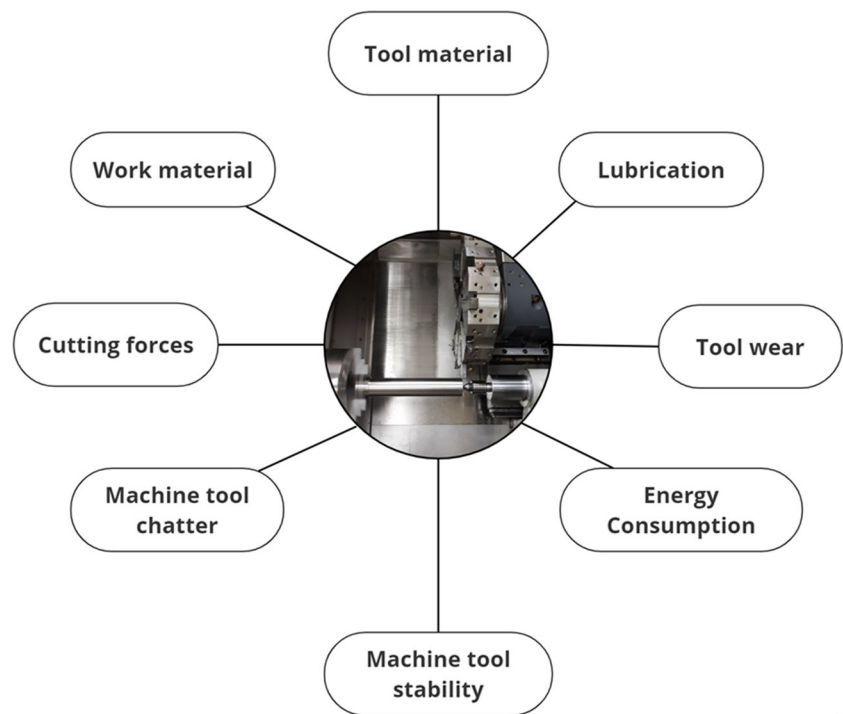 Tool material
Work material
Lubrication
Cutting forces
Tool wear
Machine tool
chatter
Energy
Consumption
Machine tool
stability